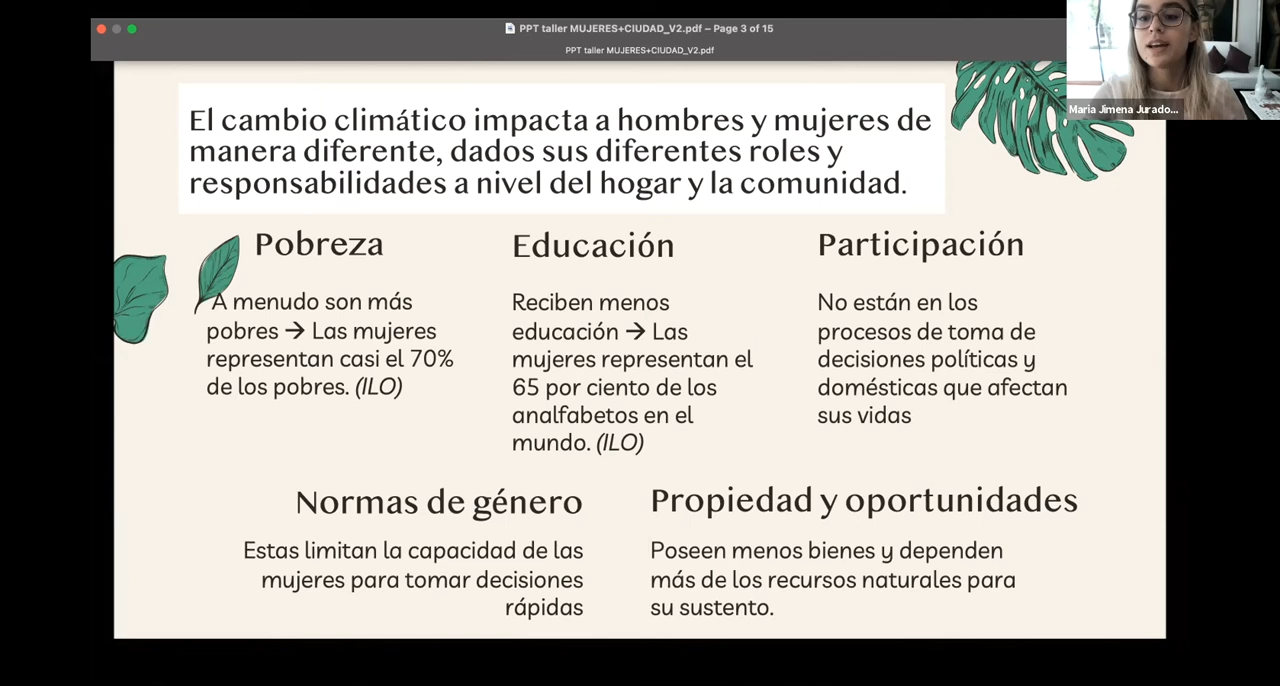 PPT taller MUJERES+CIUDAD_V2.pdf – Page 3 of 15
PPT taller MUJERES+CIUDAD_V2.pdf
Maria Jimena Jurado...
El cambio climático impacta a hombres y mujeres de
manera diferente, dados sus diferentes roles y
responsabilidades a nivel del hogar y la comunidad.
Pobreza
A menudo son más
pobres → Las mujeres
representan casi el 70%
de los pobres. (ILO)
Educación
Reciben menos
educación → Las
mujeres representan el
65 por ciento de los
analfabetos en el
mundo. (ILO)
Participación
No están en los
procesos de toma de
decisiones políticas y
domésticas que afectan
sus vidas
Normas de género
Estas limitan la capacidad de las
mujeres para tomar decisiones
rápidas
Propiedad y oportunidades
Poseen menos bienes y dependen
más de los recursos naturales para
su sustento.